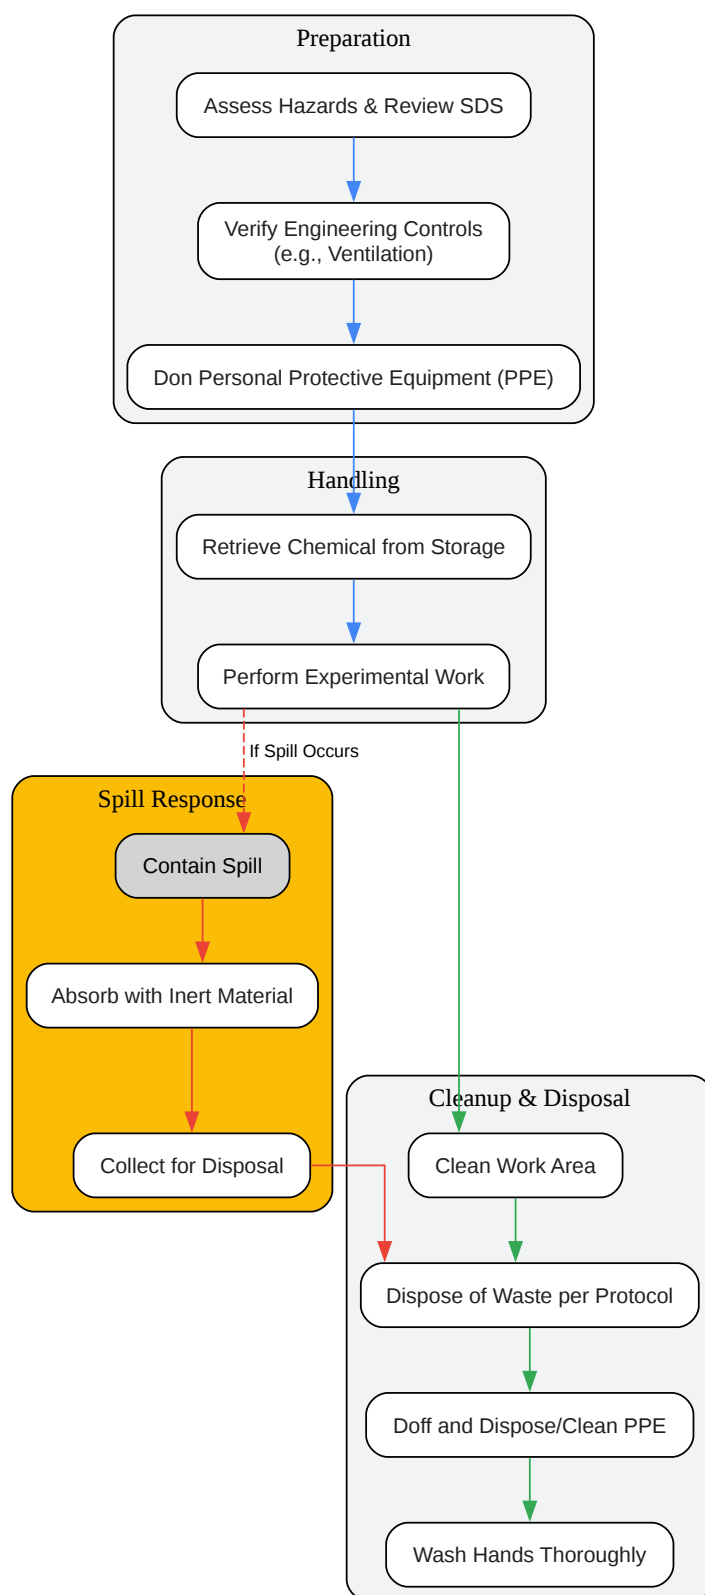 Preparation
Assess Hazards & Review SDS
Verify Engineering Controls
(e.g., Ventilation)
Don Personal Protective Equipment (PPE)
Handling
Retrieve Chemical from Storage
Perform Experimental Work
If Spill Occurs
Spill Response
Contain Spill
Absorb with Inert Material
Collect for Disposal
Cleanup & Disposal
Clean Work Area
Dispose of Waste per Protocol
Doff and Dispose/Clean PPE
Wash Hands Thoroughly